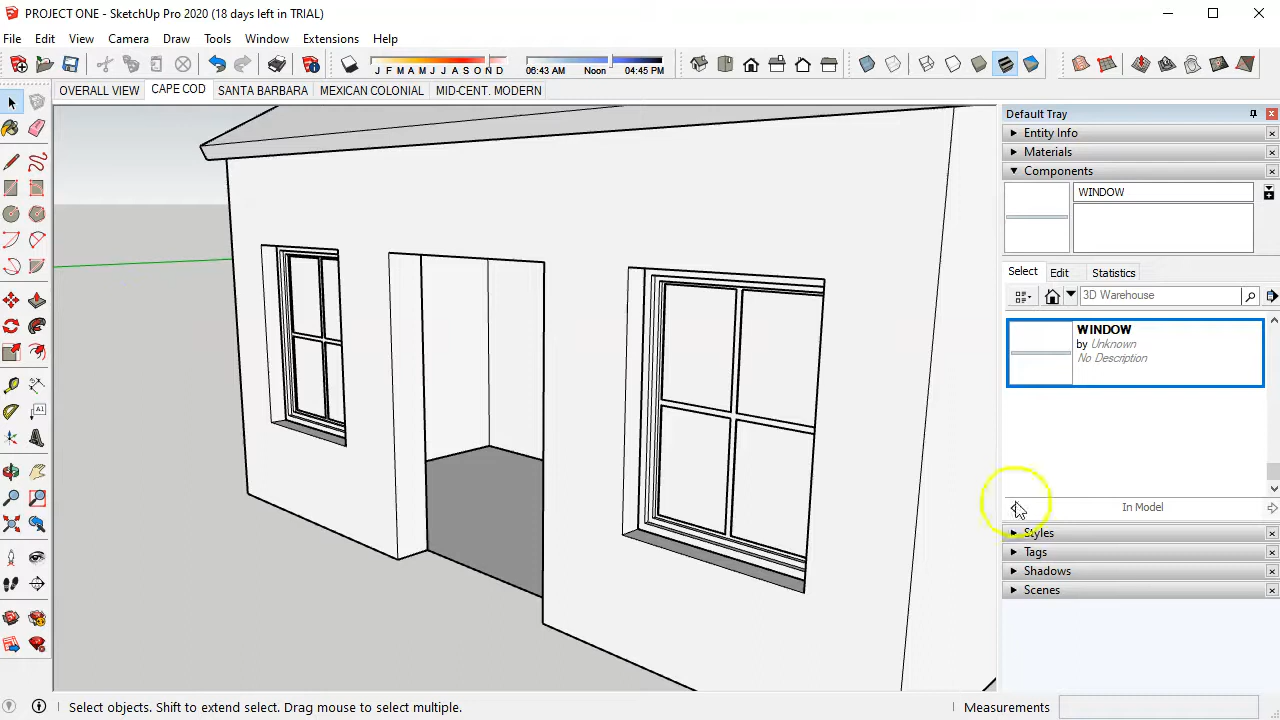 PROJECT ONE - SketchUp Pro 2020 (18 days left in TRIAL)
File Edit View Camera Draw Tools Window Extensions Help
J F M A M J J A S O N D
06:43 AM Noon 04:45 PM
OVERALL VIEW CAPE COD SANTA BARBARA MEXICAN COLONIAL MID-CENT. MODERN
Default Tray
Entity Info
Materials
Components
WINDOW
Select Edit Statistics
3D Warehouse
WINDOW
by Unknown
No Description
In Model
Styles
Tags
Shadows
Scenes
A1
Select objects. Shift to extend select. Drag mouse to select multiple.
Measurements